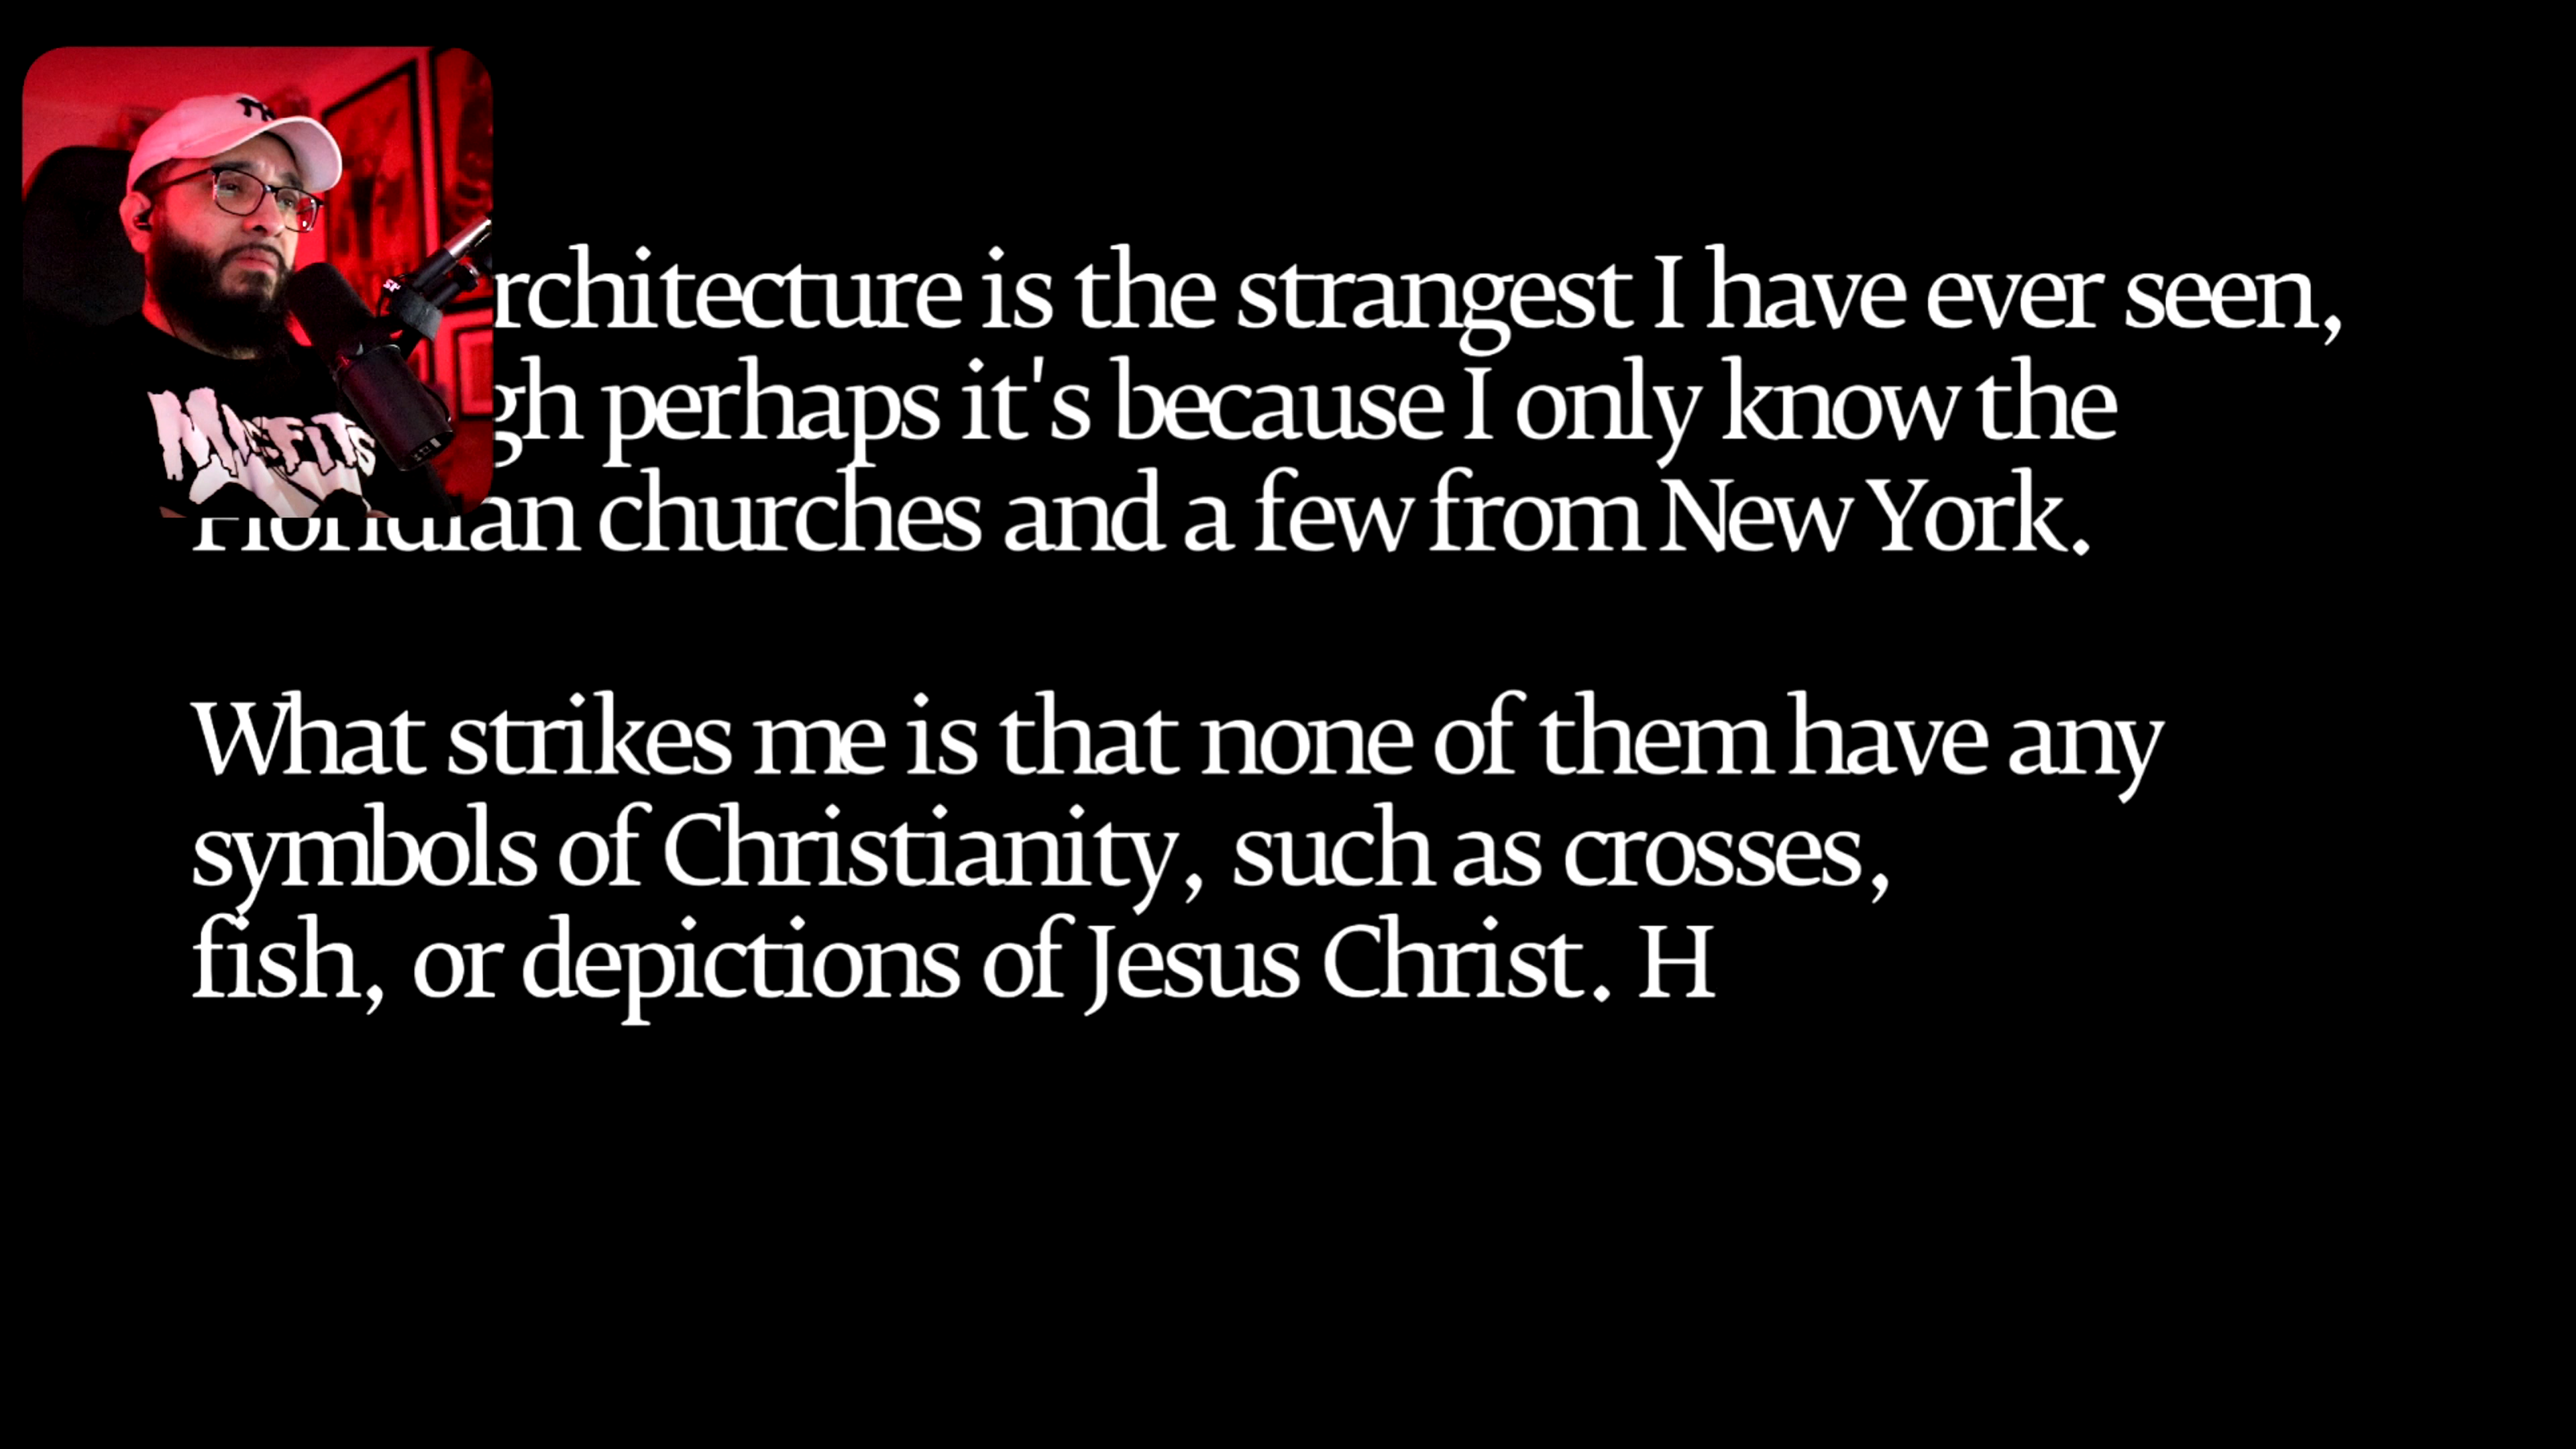 rchitecture is the strangest I have ever seen,
gh perhaps it's because I only know the
Floridian churches and a few from New York.
What strikes me is that none of them have any
symbols of Christianity, such as crosses,
fish, or depictions of Jesus Christ. H
MISFITS